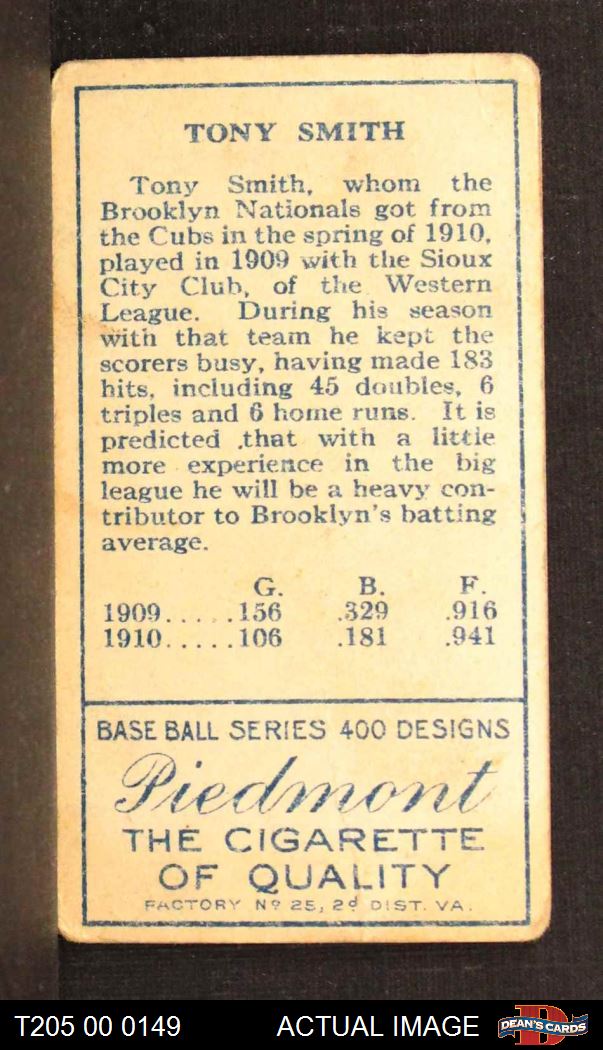 TONY SMITH
Tony Smith, whom the
Brooklyn Nationals got from
the Cubs in the spring of 1910,
played in 1909 with the Sioux
City Club, of the Western
League. During his season
with that team he kept the
scorers busy, having made 183
hits, including 45 doubles, 6
triples and 6 home runs. It is
predicted .that with a little
more experience in the big
league he will be a heavy con-
tributor to Brooklyn's batting
average.
G. B. F.
1909.....156 .329 .916
1910.....106 .181 .941
BASE BALL SERIES 400 DESIGNS
Piedmont
THE CIGARETTE
OF QUALITY
FACTORY Nº 25, 2d DIST. VA.
T205 00 0149 ACTUAL IMAGE D DEAN'S CARDS